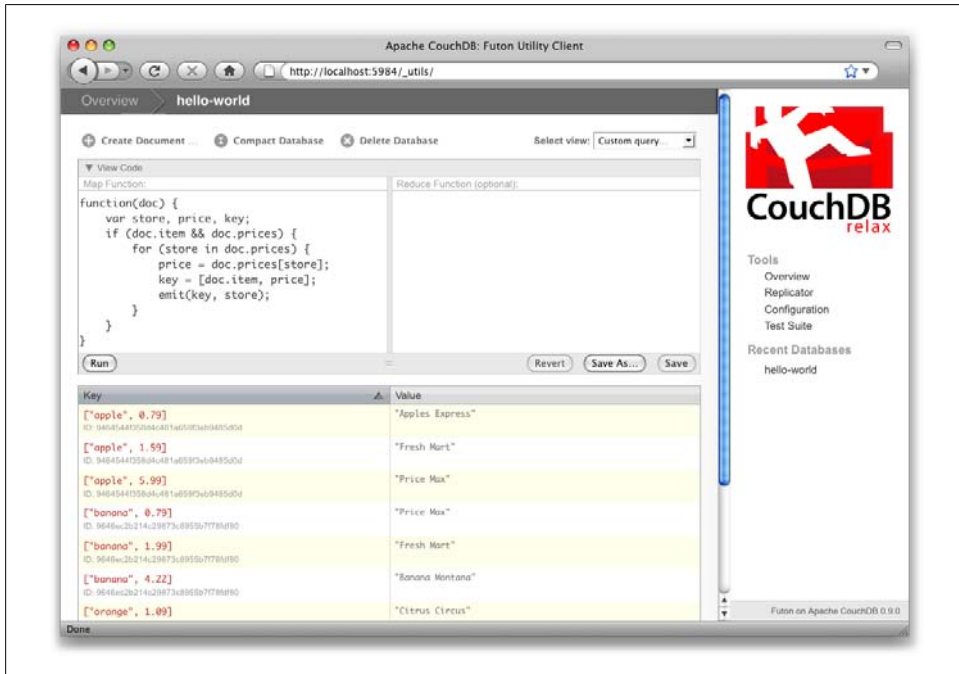 Apache CouchDB: Futon Utility Client
http://localhost:5984/_utils/
Overview hello-world
Create Document ... Compact Database Delete Database Select view: Custom query...
▼ View Code
Map Function: Reduce Function (optional):
function(doc) {
var store, price, key;
if (doc.item && doc.prices) {
for (store in doc.prices) {
price = doc.prices[store];
key = [doc.item, price];
emit(key, store);
}
}
}
Run Revert Save As... Save
Key Value
["apple", 0.79] "Apples Express"
["apple", 1.59] "Fresh Mart"
["apple", 5.99] "Price Max"
["banana", 0.79] "Price Max"
["banana", 1.99] "Fresh Mart"
["banana", 4.22] "Banana Montana"
["orange", 1.09] "Citrus Circus"
Done
CouchDB
relax
Tools
Overview
Replicator
Configuration
Test Suite
Recent Databases
hello-world
Futon on Apache CouchDB 0.9.0